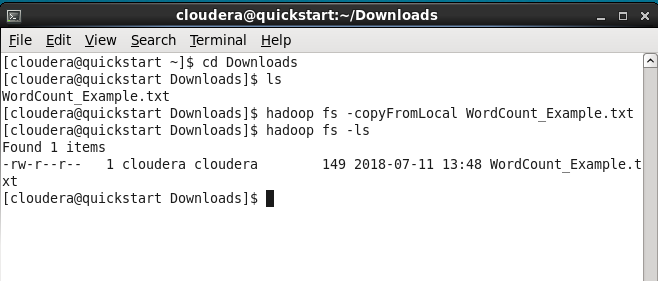 cloudera@quickstart:~/Downloads
File Edit View Search Terminal Help
[cloudera@quickstart ~]$ cd Downloads
[cloudera@quickstart Downloads]$ ls
WordCount_Example.txt
[cloudera@quickstart Downloads]$ hadoop fs -copyFromLocal WordCount_Example.txt
[cloudera@quickstart Downloads]$ hadoop fs -ls
Found 1 items
-rw-r--r--   1 cloudera cloudera        149 2018-07-11 13:48 WordCount_Example.t
xt
[cloudera@quickstart Downloads]$